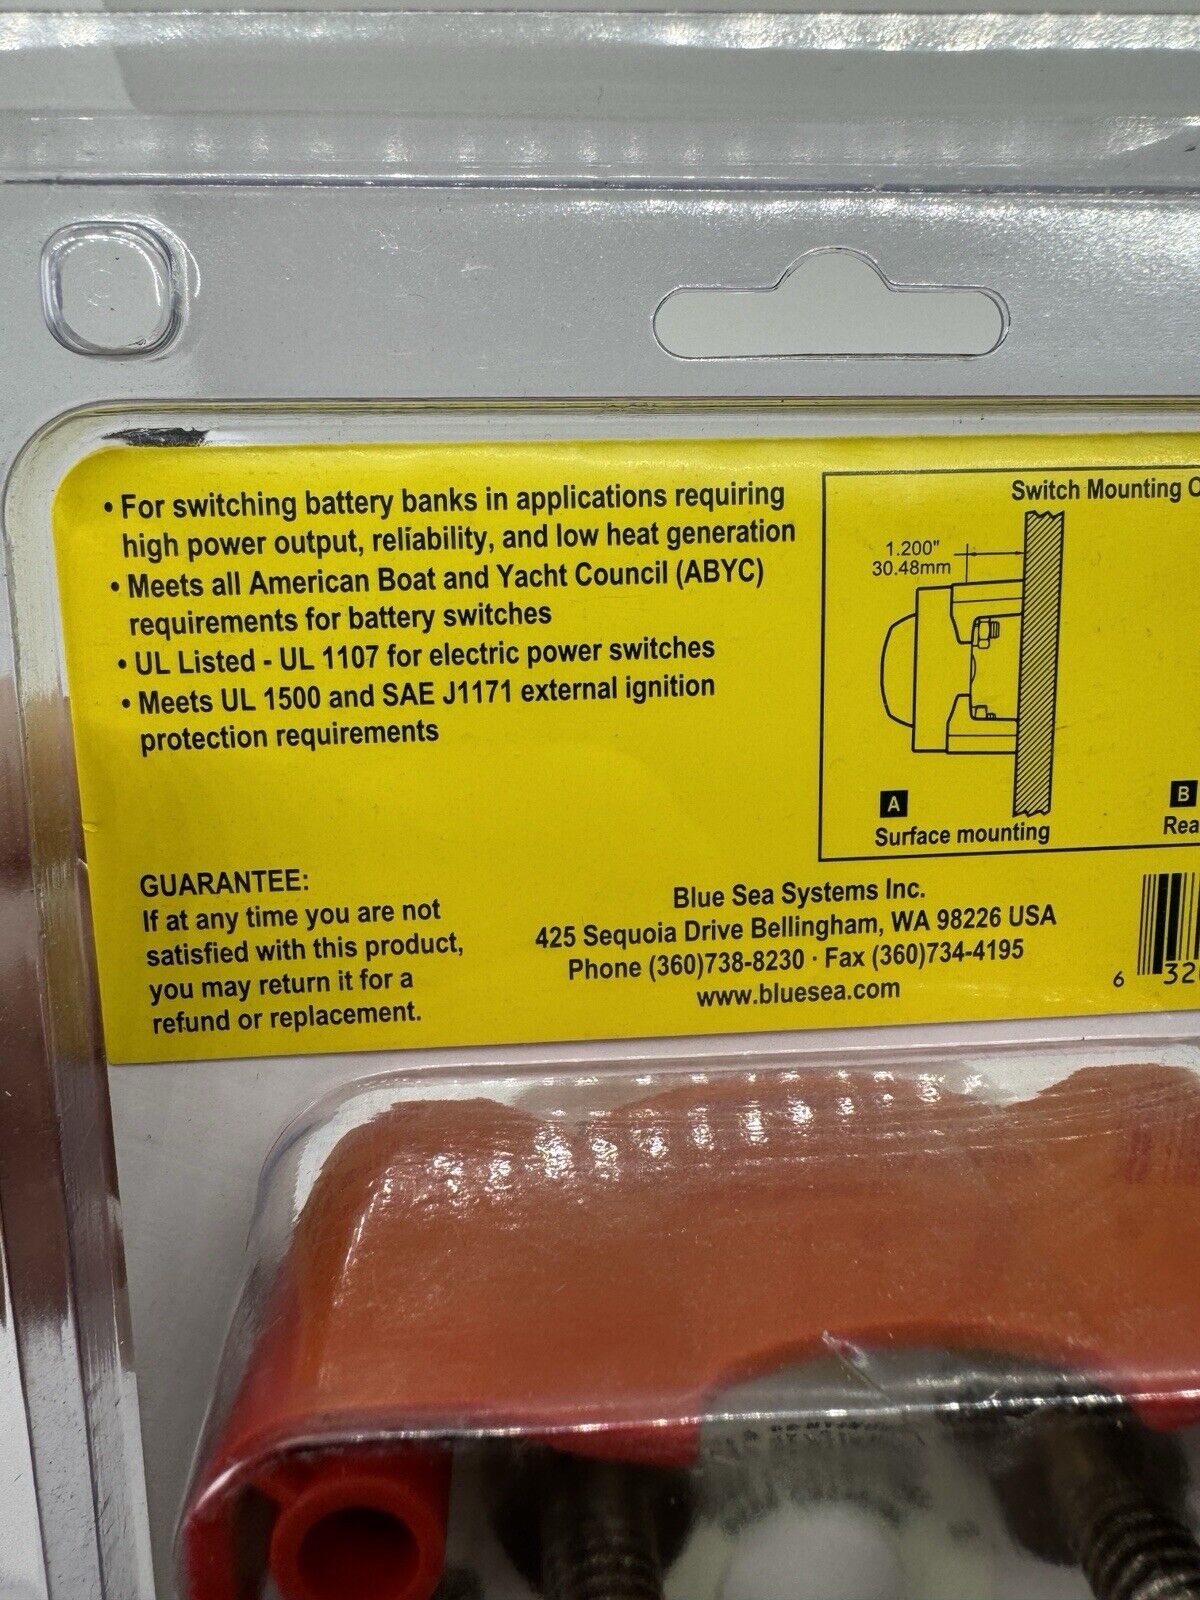 • For switching battery banks in applications requiring
high power output, reliability, and low heat generation
• Meets all American Boat and Yacht Council (ABYC)
requirements for battery switches
• UL Listed - UL 1107 for electric power switches
• Meets UL 1500 and SAE J1171 external ignition
protection requirements
Switch Mounting
1.200"
30.48mm
A
Surface mounting
B
Rea
GUARANTEE:
If at any time you are not
satisfied with this product,
you may return it for a
refund or replacement.
Blue Sea Systems Inc.
425 Sequoia Drive Bellingham, WA 98226 USA
Phone (360)738-8230 · Fax (360)734-4195
www.bluesea.com
6 32